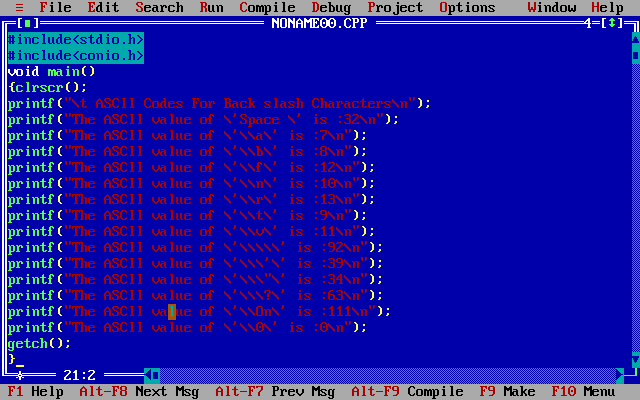 ≡ File Edit Search Run Compile Debug Project Options Window Help
[■] NONAME00.CPP 4=[↕]
#include<stdio.h>
#include<conio.h>
void main()
{clrscr();
printf("\t ASCII Codes For Back slash Characters\n");
printf("The ASCII value of \'Space \' is :32\n");
printf("The ASCII value of \'\\a\' is :7\n");
printf("The ASCII value of \'\\b\' is :8\n");
printf("The ASCII value of \'\\f\' is :12\n");
printf("The ASCII value of \'\\n\' is :10\n");
printf("The ASCII value of \'\\r\' is :13\n");
printf("The ASCII value of \'\\t\' is :9\n");
printf("The ASCII value of \'\\v\' is :11\n");
printf("The ASCII value of \'\\\\\' is :92\n");
printf("The ASCII value of \'\\\'\' is :39\n");
printf("The ASCII value of \'\\\"\' is :34\n");
printf("The ASCII value of \'\\?\' is :63\n");
printf("The ASCII value of \'\\On\' is :111\n");
printf("The ASCII value of \'\\0\' is :0\n");
getch();
}_
21:2
F1 Help Alt-F8 Next Msg Alt-F7 Prev Msg Alt-F9 Compile F9 Make F10 Menu